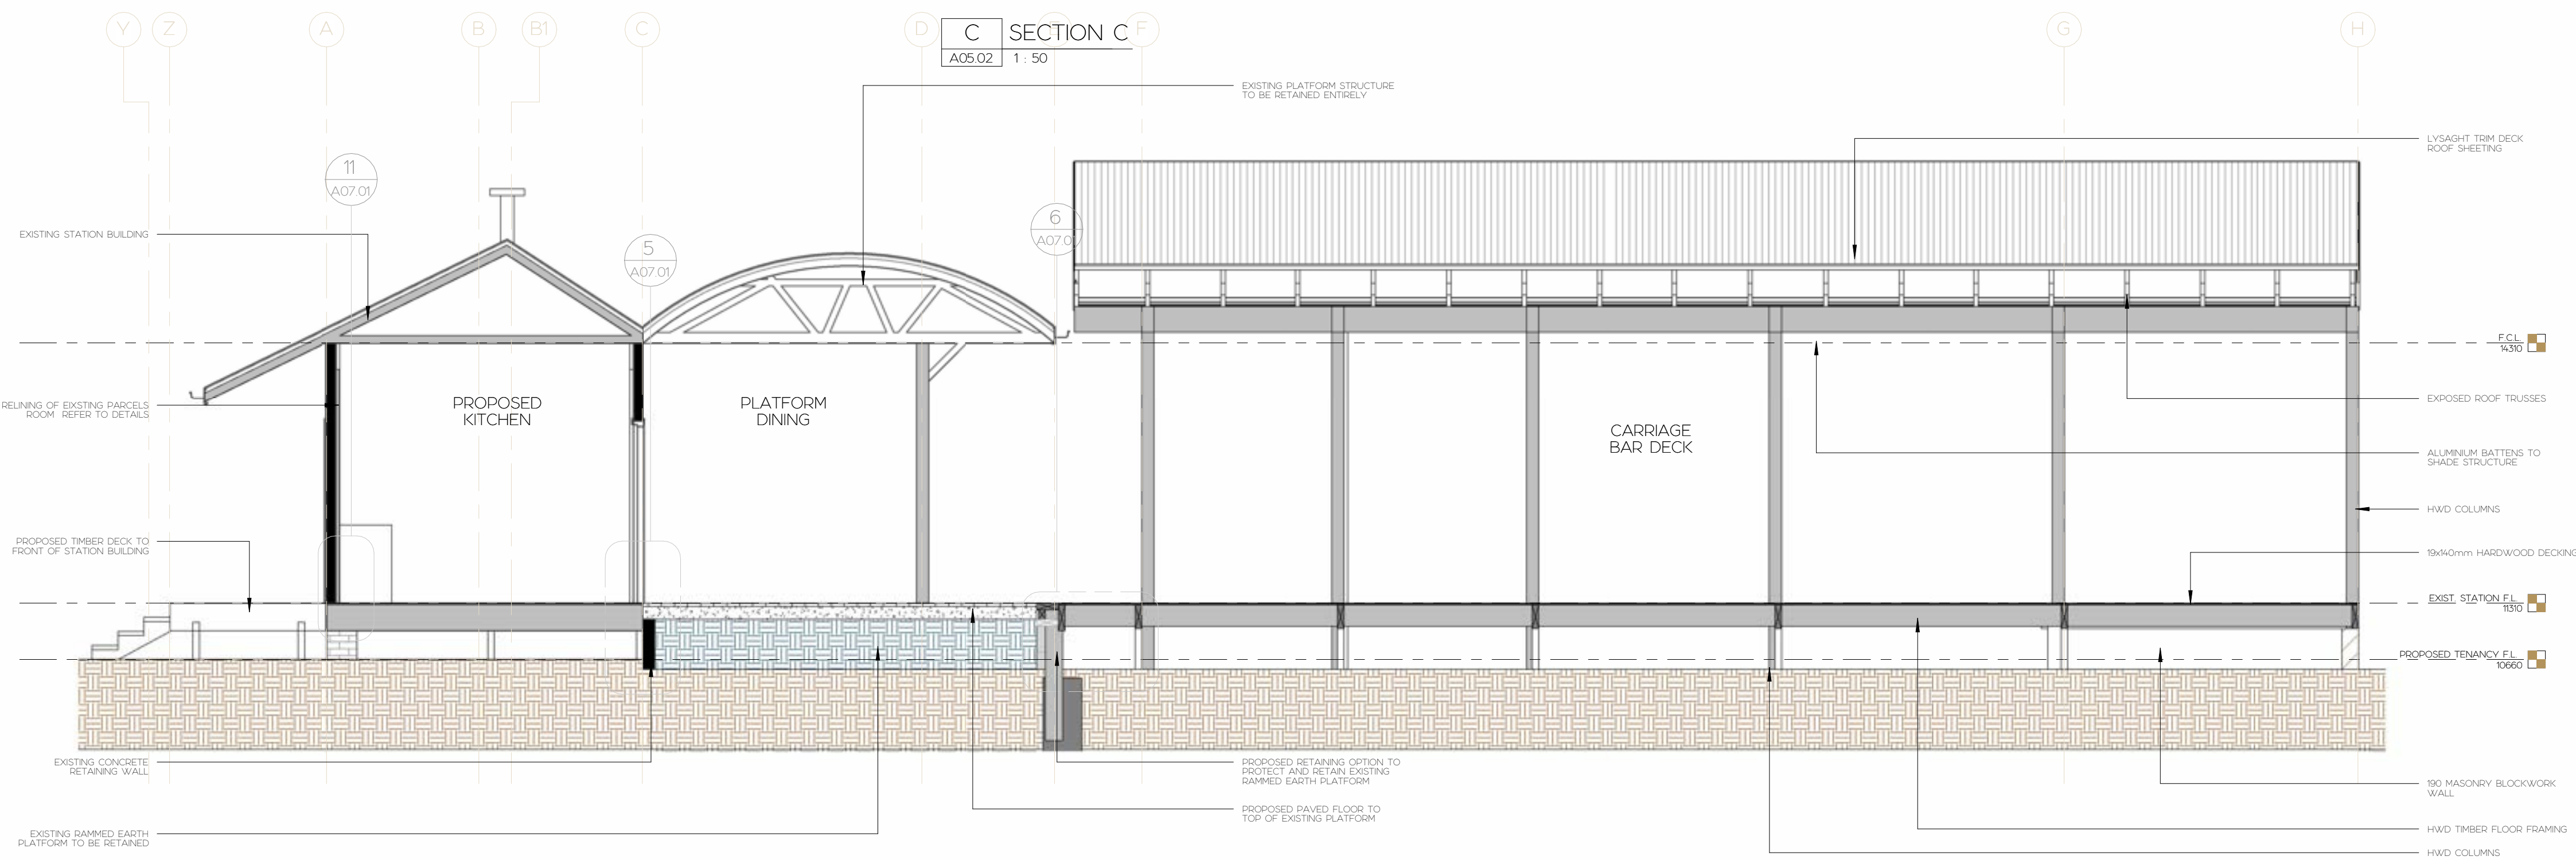 Y
Z
A
B
B1
C
D
E
F
G
H
C
SECTION C
A05.02
1 : 50
EXISTING PLATFORM STRUCTURE
TO BE RETAINED ENTIRELY
LYSAGHT TRIM DECK
ROOF SHEETING
11
A07.01
6
A07.01
5
A07.01
EXISTING STATION BUILDING
F.C.L.
14310
RELINING OF EIXSTING PARCELS
ROOM REFER TO DETAILS
PROPOSED
KITCHEN
PLATFORM
DINING
CARRIAGE
BAR DECK
EXPOSED ROOF TRUSSES
ALUMINIUM BATTENS TO
SHADE STRUCTURE
HWD COLUMNS
PROPOSED TIMBER DECK TO
FRONT OF STATION BUILDING
19x140mm HARDWOOD DECKING
EXIST. STATION F.L.
11310
PROPOSED TENANCY F.L.
10660
EXISTING CONCRETE
RETAINING WALL
PROPOSED RETAINING OPTION TO
PROTECT AND RETAIN EXISTING
RAMMED EARTH PLATFORM
190 MASONRY BLOCKWORK
WALL
PROPOSED PAVED FLOOR TO
TOP OF EXISTING PLATFORM
EXISTING RAMMED EARTH
PLATFORM TO BE RETAINED
HWD TIMBER FLOOR FRAMING
HWD COLUMNS